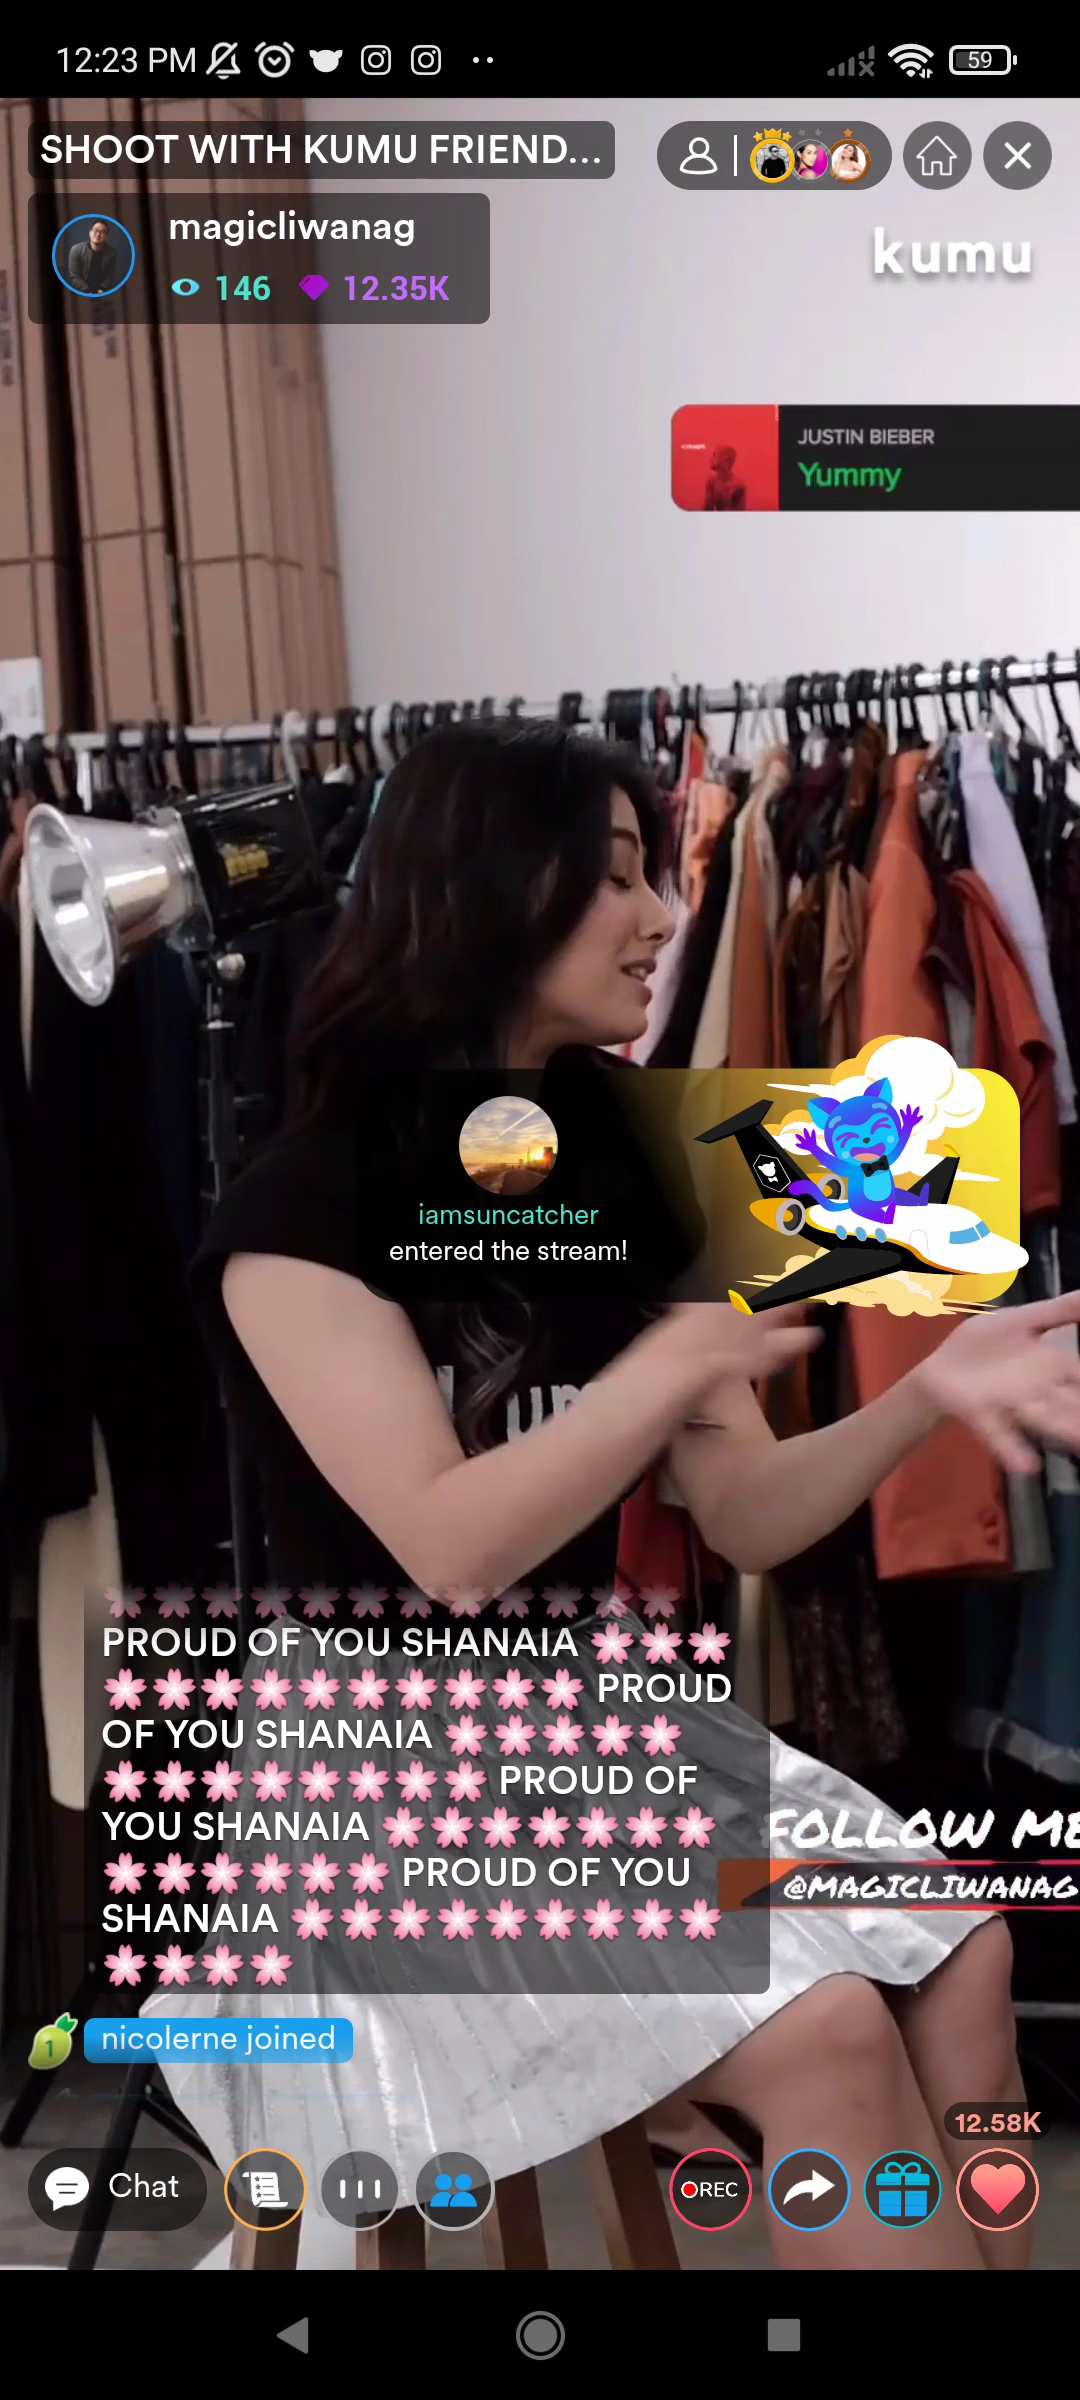 12:23 PM
59
SHOOT WITH KUMU FRIEND...
magicliwanag
146 12.35K
kumu
JUSTIN BIEBER
Yummy
iamsuncatcher
entered the stream!
PROUD OF YOU SHANAIA 🌸🌸🌸
🌸🌸🌸🌸🌸🌸🌸🌸🌸🌸 PROUD
OF YOU SHANAIA 🌸🌸🌸🌸🌸
🌸🌸🌸🌸🌸🌸🌸🌸 PROUD OF
YOU SHANAIA 🌸🌸🌸🌸🌸🌸🌸
🌸🌸🌸🌸🌸🌸 PROUD OF YOU
SHANAIA 🌸🌸🌸🌸🌸🌸🌸🌸🌸
🌸🌸🌸🌸
FOLLOW ME
@MAGICLIWANAG
1 nicolerne joined
12.58K
Chat
REC